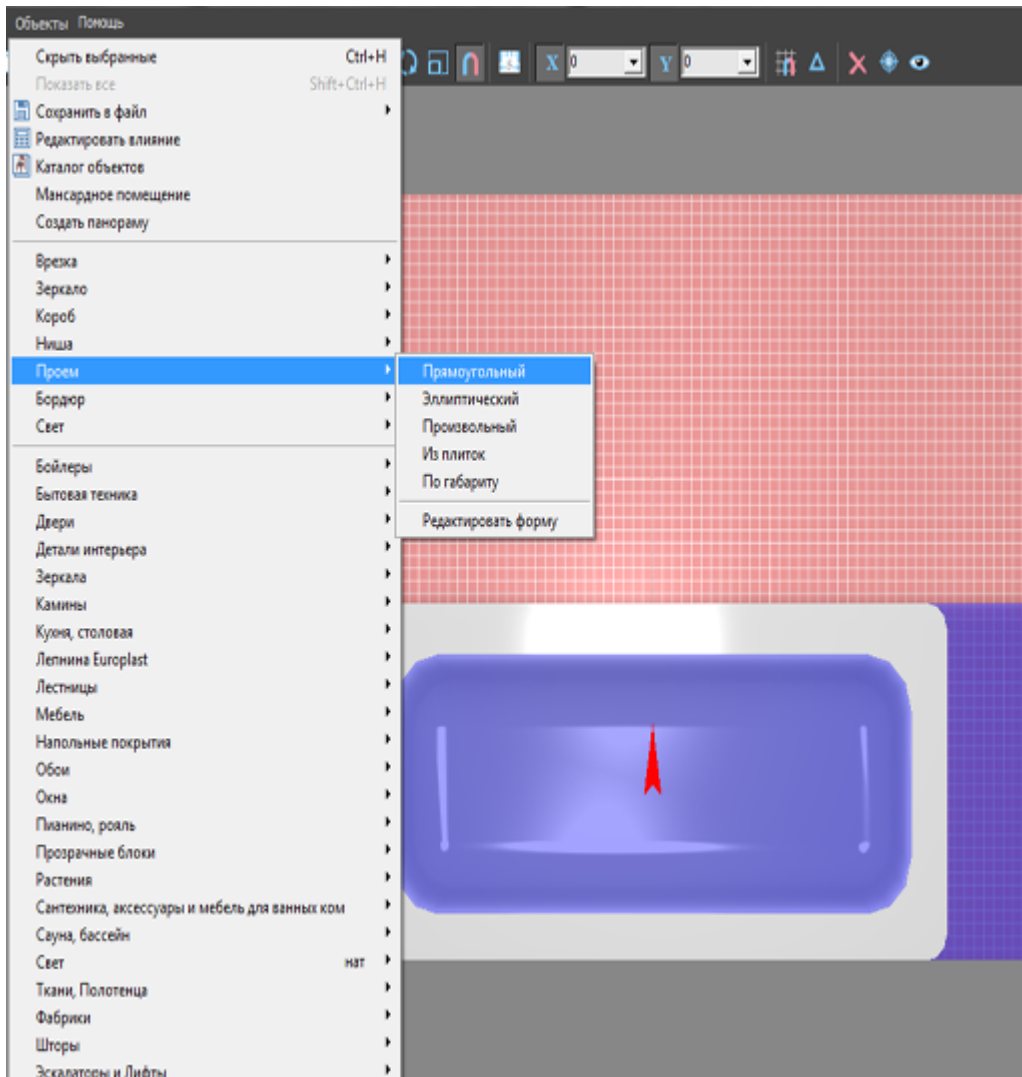 Объекты Помощь
Скрыть выбранные Ctrl+H
Показать все Shift+Ctrl+H
Сохранить в файл
Редактировать влияние
Каталог объектов
Мансардное помещение
Создать панораму
X 0 Y 0
Врезка
Зеркало
Короб
Ниша
Проем
Бордюр
Свет
Прямоугольный
Эллиптический
Произвольный
Из плиток
По габариту
Редактировать форму
Бойлеры
Бытовая техника
Двери
Детали интерьера
Зеркала
Камины
Кухня, столовая
Лепнина Europlast
Лестницы
Мебель
Напольные покрытия
Обои
Окна
Пианино, рояль
Прозрачные блоки
Растения
Сантехника, аксессуары и мебель для ванных ком
Сауна, бассейн
Свет нат
Ткани, Полотенца
Фабрики
Шторы
Эскалаторы и Лифты